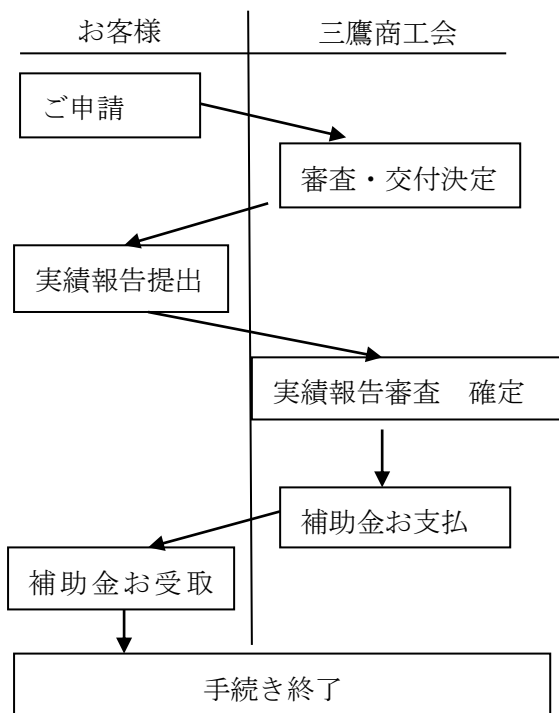 お客様
三鷹商工会
ご申請
審査・交付決定
実績報告提出
実績報告審査　確定
補助金お支払
補助金お受取
手続き終了